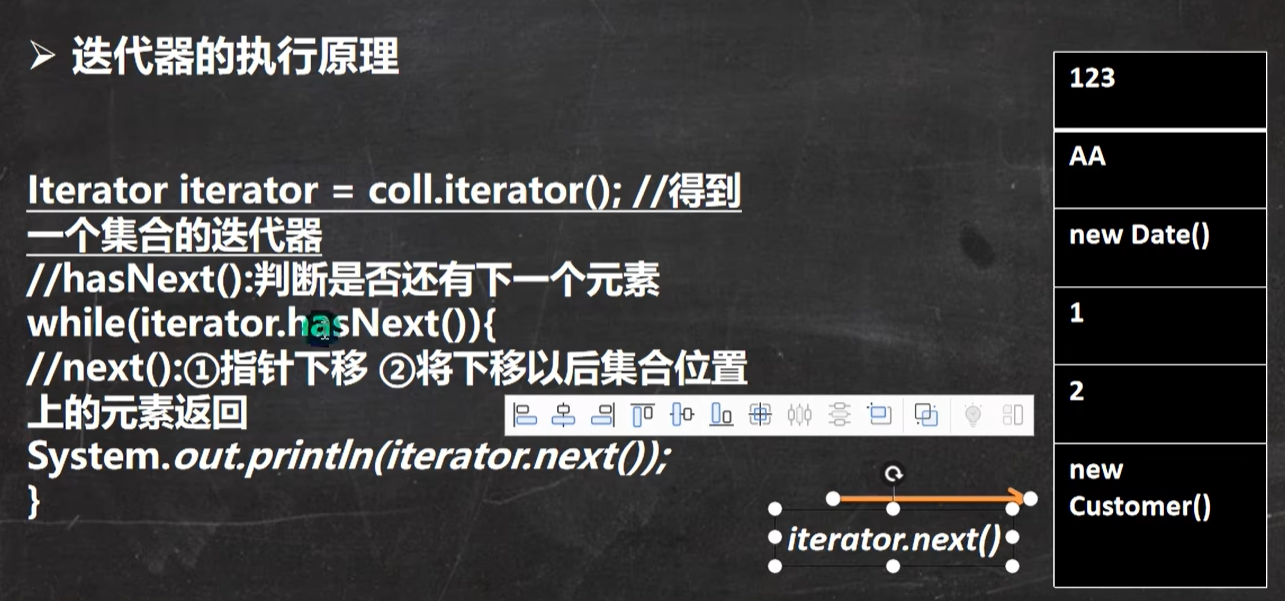 迭代器的执行原理
Iterator iterator = coll.iterator(); //得到
一个集合的迭代器
//hasNext():判断是否还有下一个元素
while(iterator.hasNext()){
//next():①指针下移 ②将下移以后集合位置
上的元素返回
System.out.println(iterator.next());
}
iterator.next()
123
AA
new Date()
1
2
new
Customer()